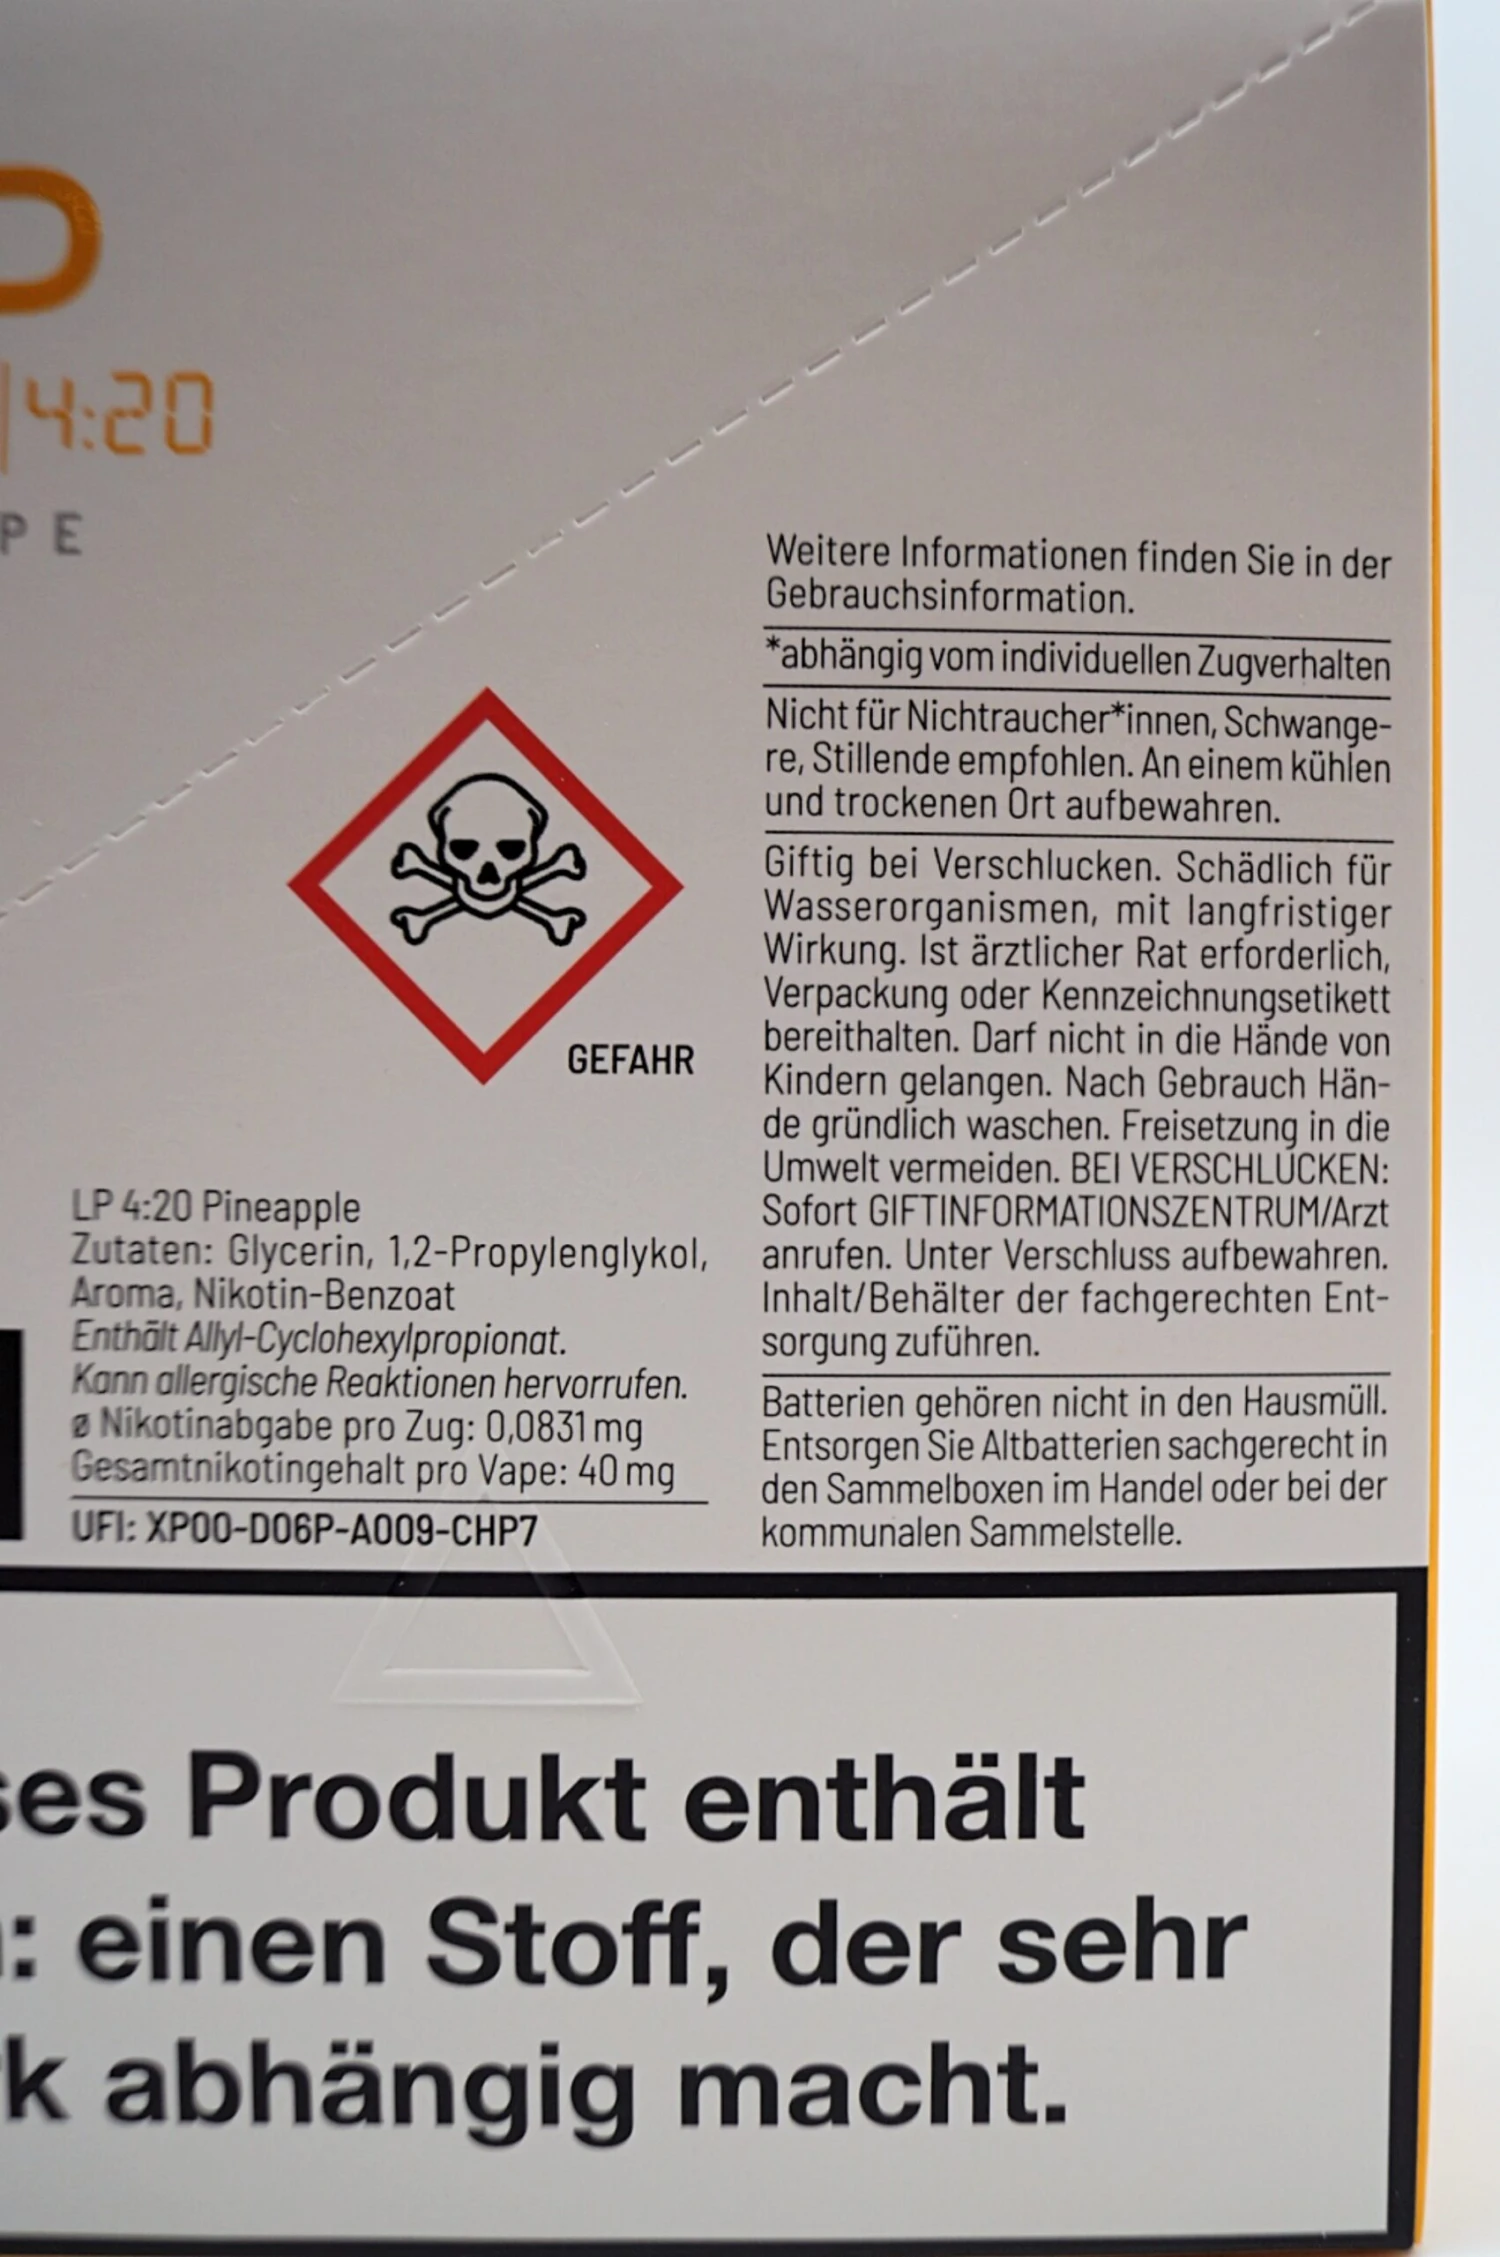 4:20
GEFAHR
LP 4:20 Pineapple
Zutaten: Glycerin, 1,2-Propylenglykol,
Aroma, Nikotin-Benzoat
Enthält Allyl-Cyclohexylpropionat.
Kann allergische Reaktionen hervorrufen.
ø Nikotinabgabe pro Zug: 0,0831 mg
Gesamtnikotingehalt pro Vape: 40 mg
UFI: XP00-D06P-A009-CHP7
Weitere Informationen finden Sie in der
Gebrauchsinformation.
*abhängig vom individuellen Zugverhalten
Nicht für Nichtraucher*innen, Schwange-
re, Stillende empfohlen. An einem kühlen
und trockenen Ort aufbewahren.
Giftig bei Verschlucken. Schädlich für
Wasserorganismen, mit langfristiger
Wirkung. Ist ärztlicher Rat erforderlich,
Verpackung oder Kennzeichnungsetikett
bereithalten. Darf nicht in die Hände von
Kindern gelangen. Nach Gebrauch Hän-
de gründlich waschen. Freisetzung in die
Umwelt vermeiden. BEI VERSCHLUCKEN:
Sofort GIFTINFORMATIONSZENTRUM/Arzt
anrufen. Unter Verschluss aufbewahren.
Inhalt/Behälter der fachgerechten Ent-
sorgung zuführen.
Batterien gehören nicht in den Hausmüll.
Entsorgen Sie Altbatterien sachgerecht in
den Sammelboxen im Handel oder bei der
kommunalen Sammelstelle.
Produkt enthält
einen Stoff, der sehr
abhängig macht.